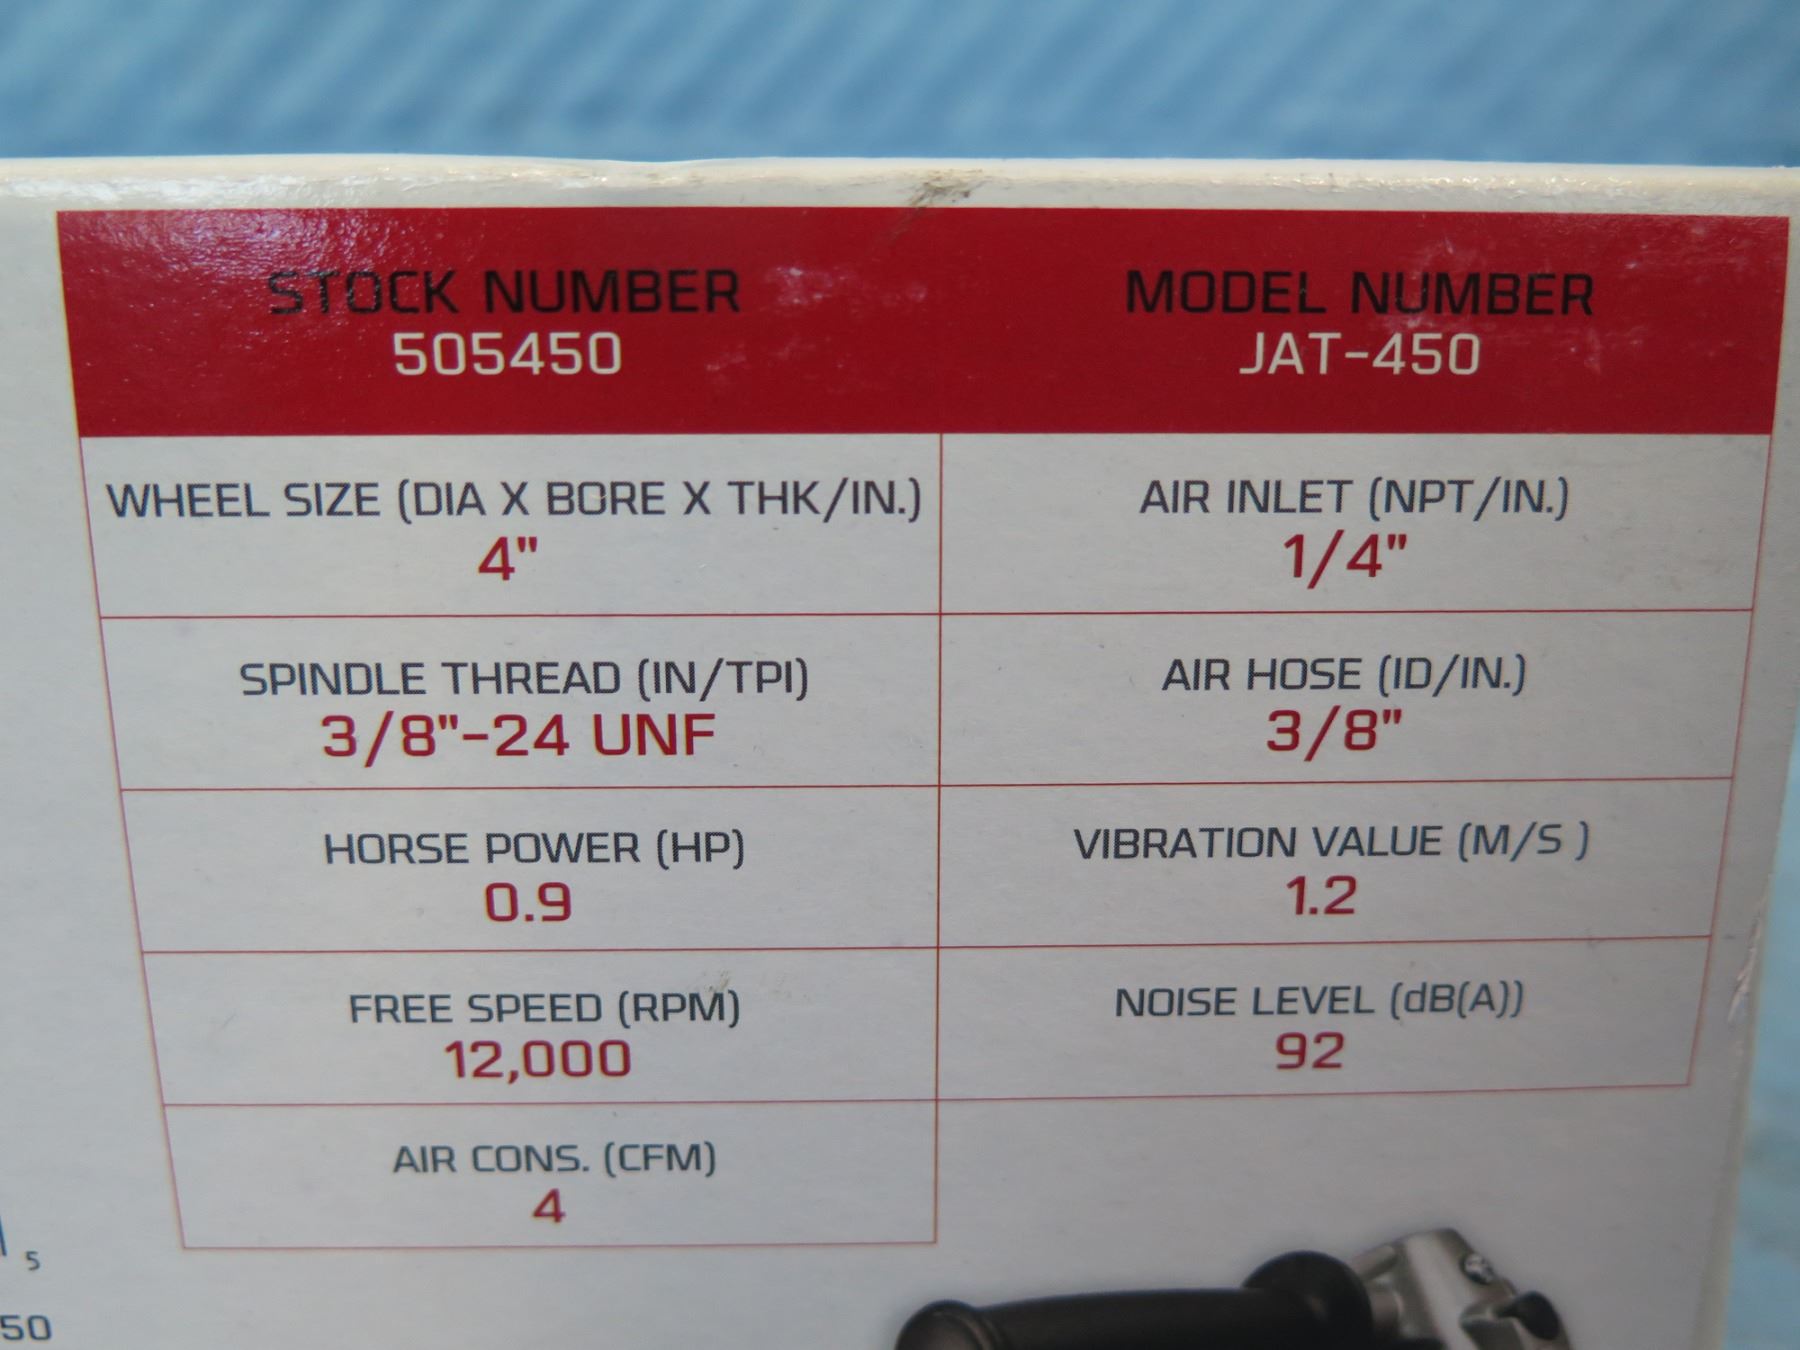 STOCK NUMBER
505450
MODEL NUMBER
JAT-450
WHEEL SIZE (DIA X BORE X THK/IN.)
4"
AIR INLET (NPT/IN.)
1/4"
SPINDLE THREAD (IN/TPI)
3/8"-24 UNF
AIR HOSE (ID/IN.)
3/8"
HORSE POWER (HP)
0.9
VIBRATION VALUE (M/S )
1.2
FREE SPEED (RPM)
12,000
NOISE LEVEL (dB(A))
92
AIR CONS. (CFM)
4
5
50